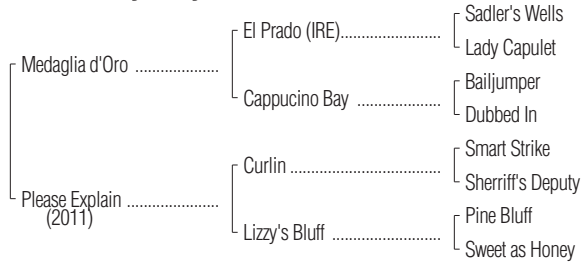 Sadler's Wells
El Prado (IRE)......................
Lady Capulet
Medaglia d'Oro ....................
Bailjumper
Cappucino Bay ....................
Dubbed In
Smart Strike
Curlin ....................................
Sherriff's Deputy
Please Explain ......................
(2011)
Pine Bluff
Lizzy's Bluff ..........................
Sweet as Honey